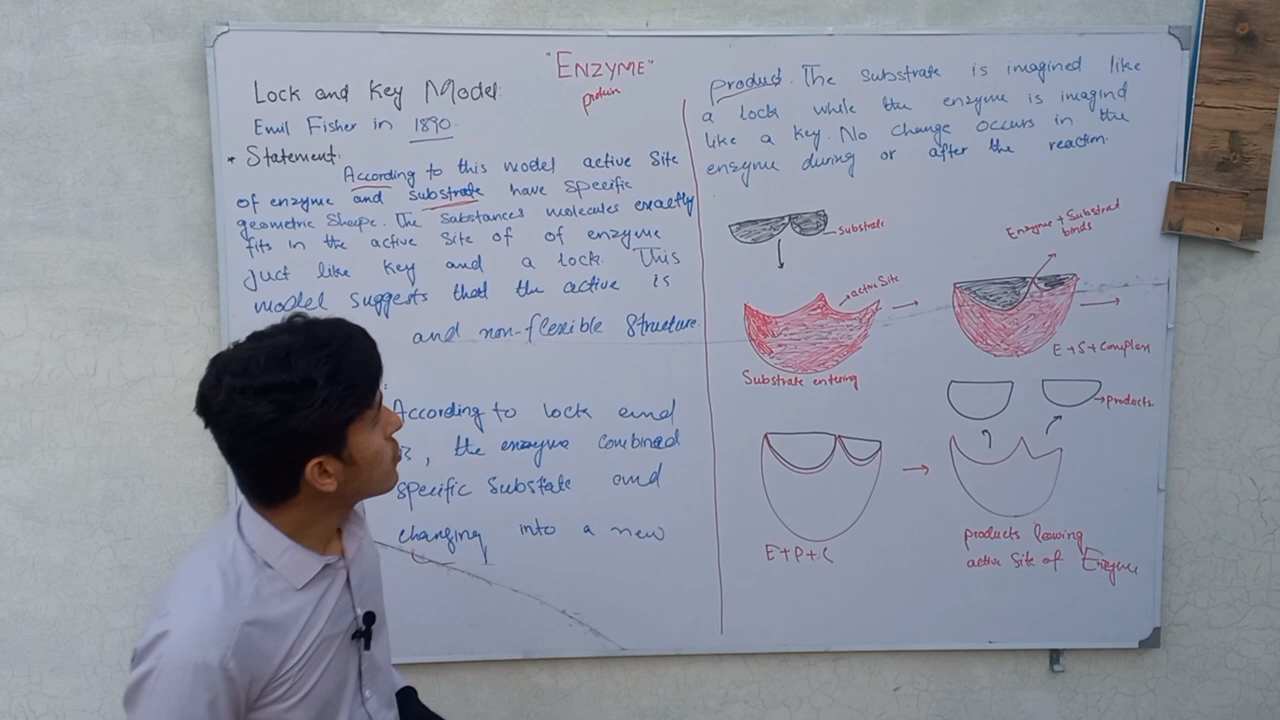 "ENZYME"
protein
Lock and Key Model:
Emil Fisher in 1890.
* Statement:
According to this model active site
of enzyme and substrate have specific
geometric Sheepe. The Substances molecules exactly
fits in the active site of of enzyme
Just like key and a lock. This
model suggests that the active is
and non-flexible Structure.
According to lock and
, the enzyme combined
specific Substate and
changing into a new
product. The Substrate is imagined like
a lock while the enzyme is imagind
like a key. No change occurs in the
enzyme during or after the reaction.
Substrate
active site
Substrate entering
Enzyme + Substrad
binds
E + S + Complex
products
E+P+C
products leaving
active site of Enzyme